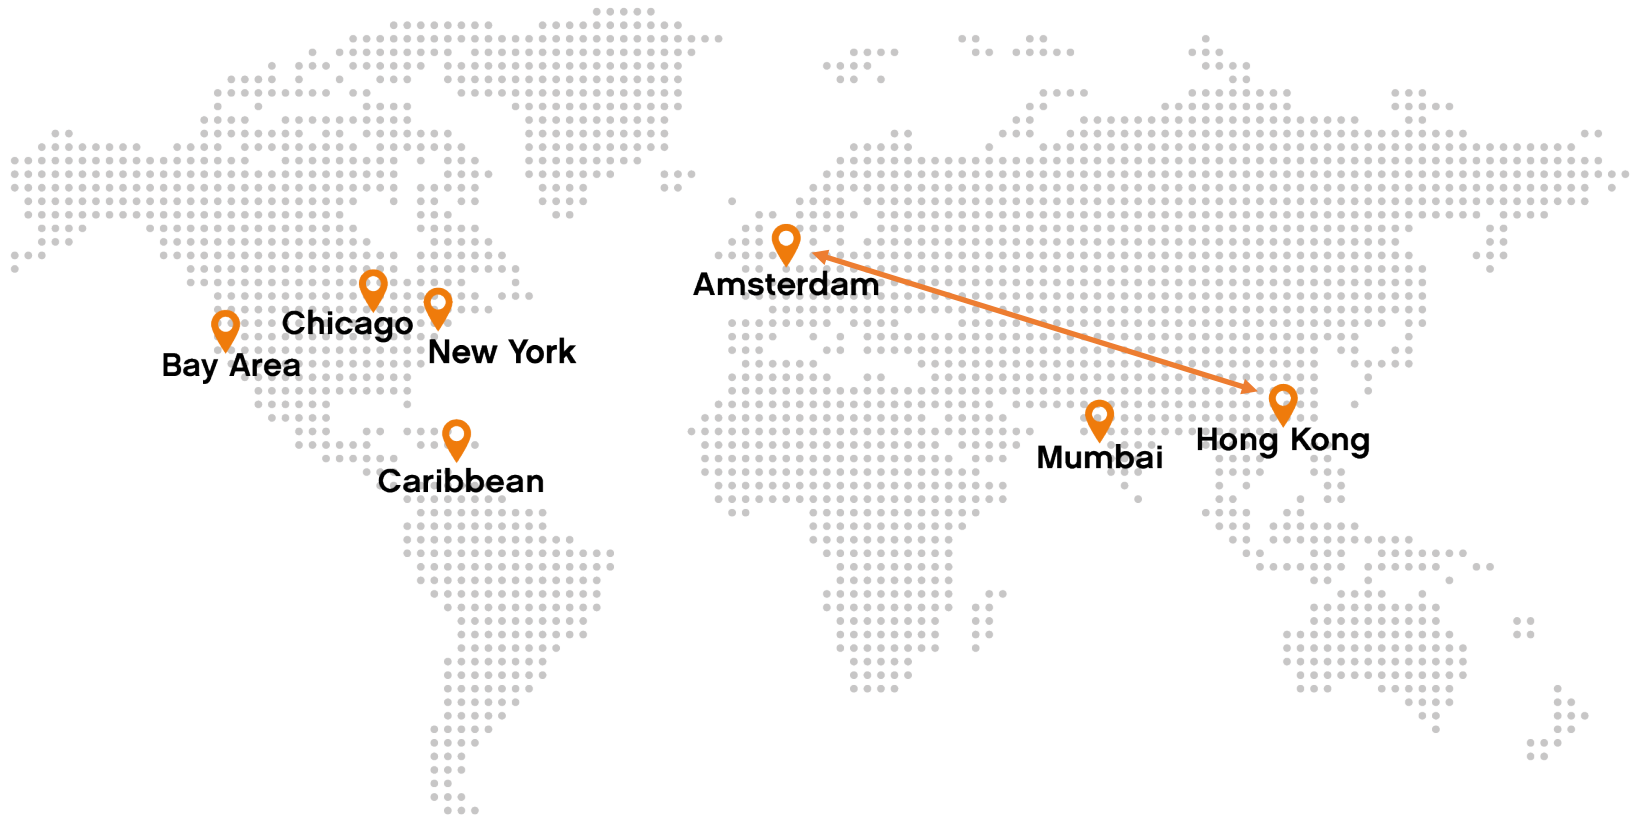 Amsterdam
Chicago
New York
Bay Area
Hong Kong
Mumbai
Caribbean